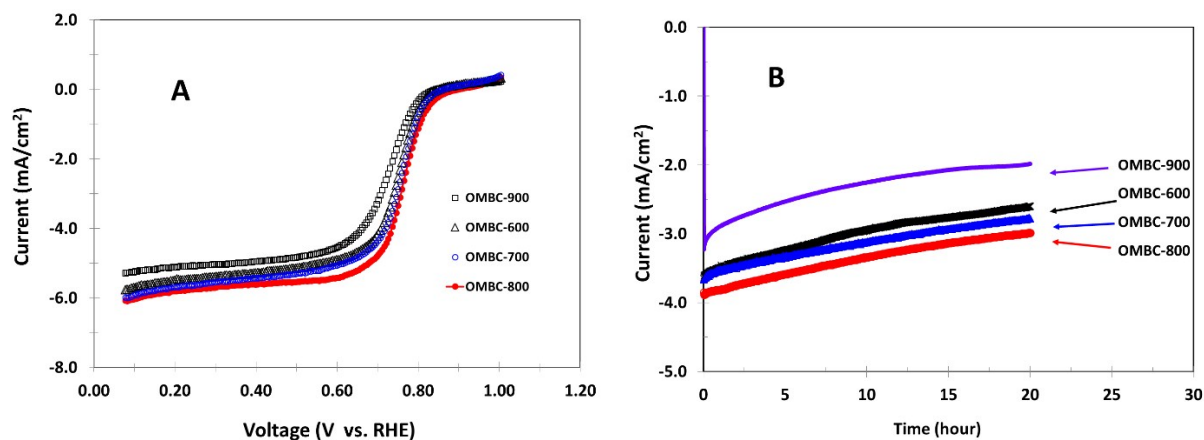 A
Current (mA/cm²)
2.0
0.0
-2.0
-4.0
-6.0
-8.0
0.00 0.20 0.40 0.60 0.80 1.00 1.20
Voltage (V vs. RHE)
OMBC-900
OMBC-600
OMBC-700
OMBC-800
B
Current (mA/cm²)
0.0
-1.0
-2.0
-3.0
-4.0
-5.0
0 5 10 15 20 25 30
Time (hour)
OMBC-900
OMBC-600
OMBC-700
OMBC-800